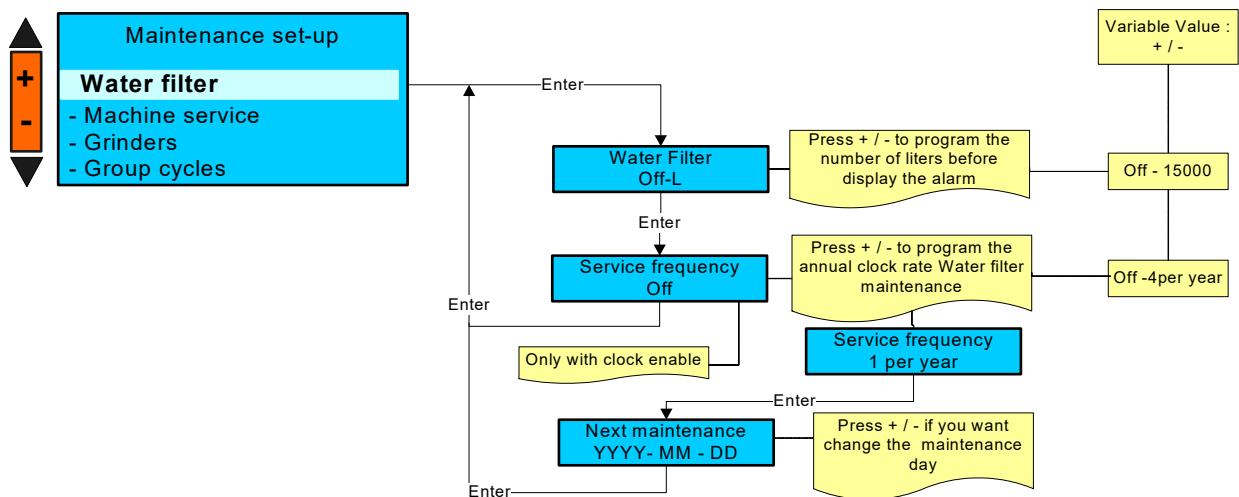 Maintenance set-up
+
-
Water filter
- Machine service
- Grinders
- Group cycles
Enter
Variable Value :
+ / -
Water Filter
Off-L
Press + / - to program the
number of liters before
display the alarm
Off - 15000
Enter
Service frequency
Off
Press + / - to program the
annual clock rate Water filter
maintenance
Off -4per year
Enter
Only with clock enable
Service frequency
1 per year
Enter
Next maintenance
YYYY- MM - DD
Press + / - if you want
change the maintenance
day
Enter